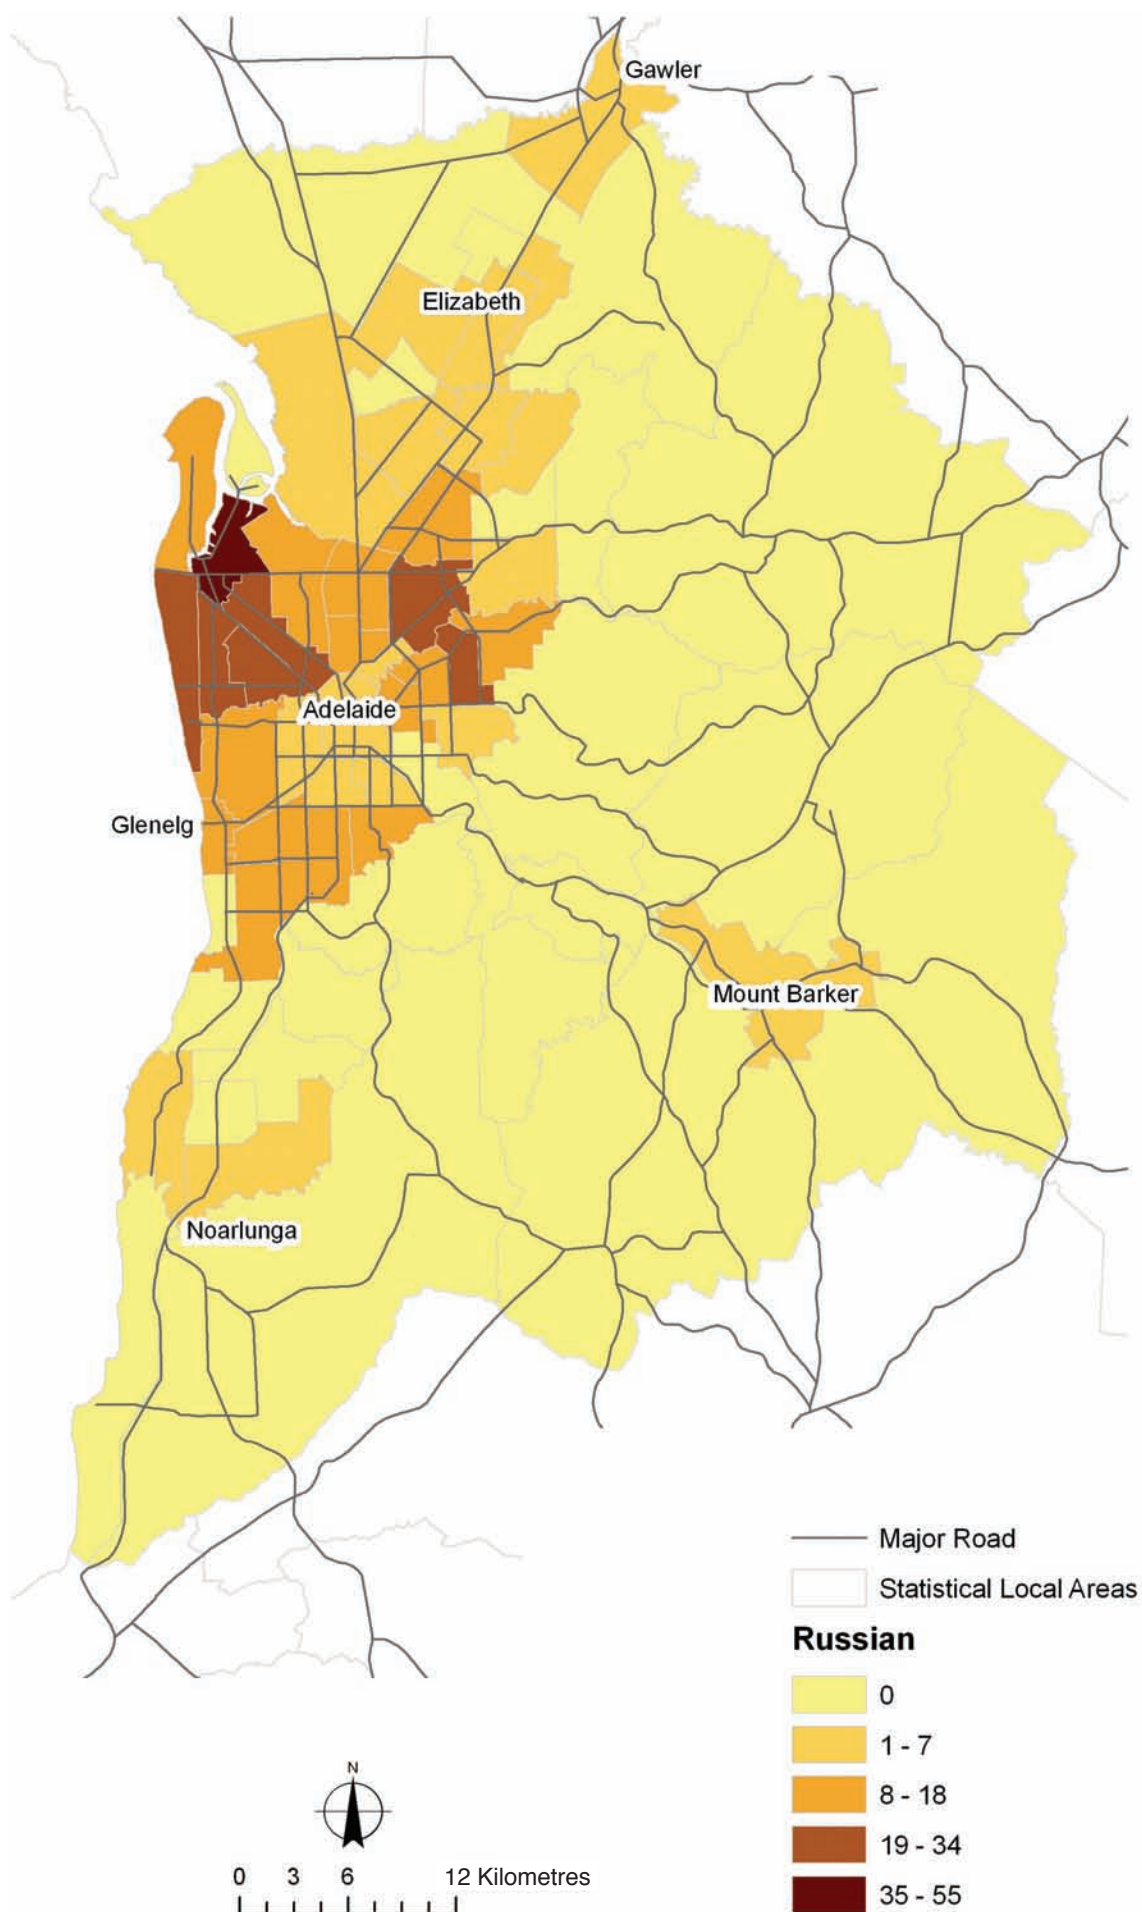 Gawler
Elizabeth
Adelaide
Glenelg
Mount Barker
Noarlunga
Major Road
Statistical Local Areas
Russian
0
1 - 7
8 - 18
19 - 34
35 - 55
N
0 3 6 12 Kilometres